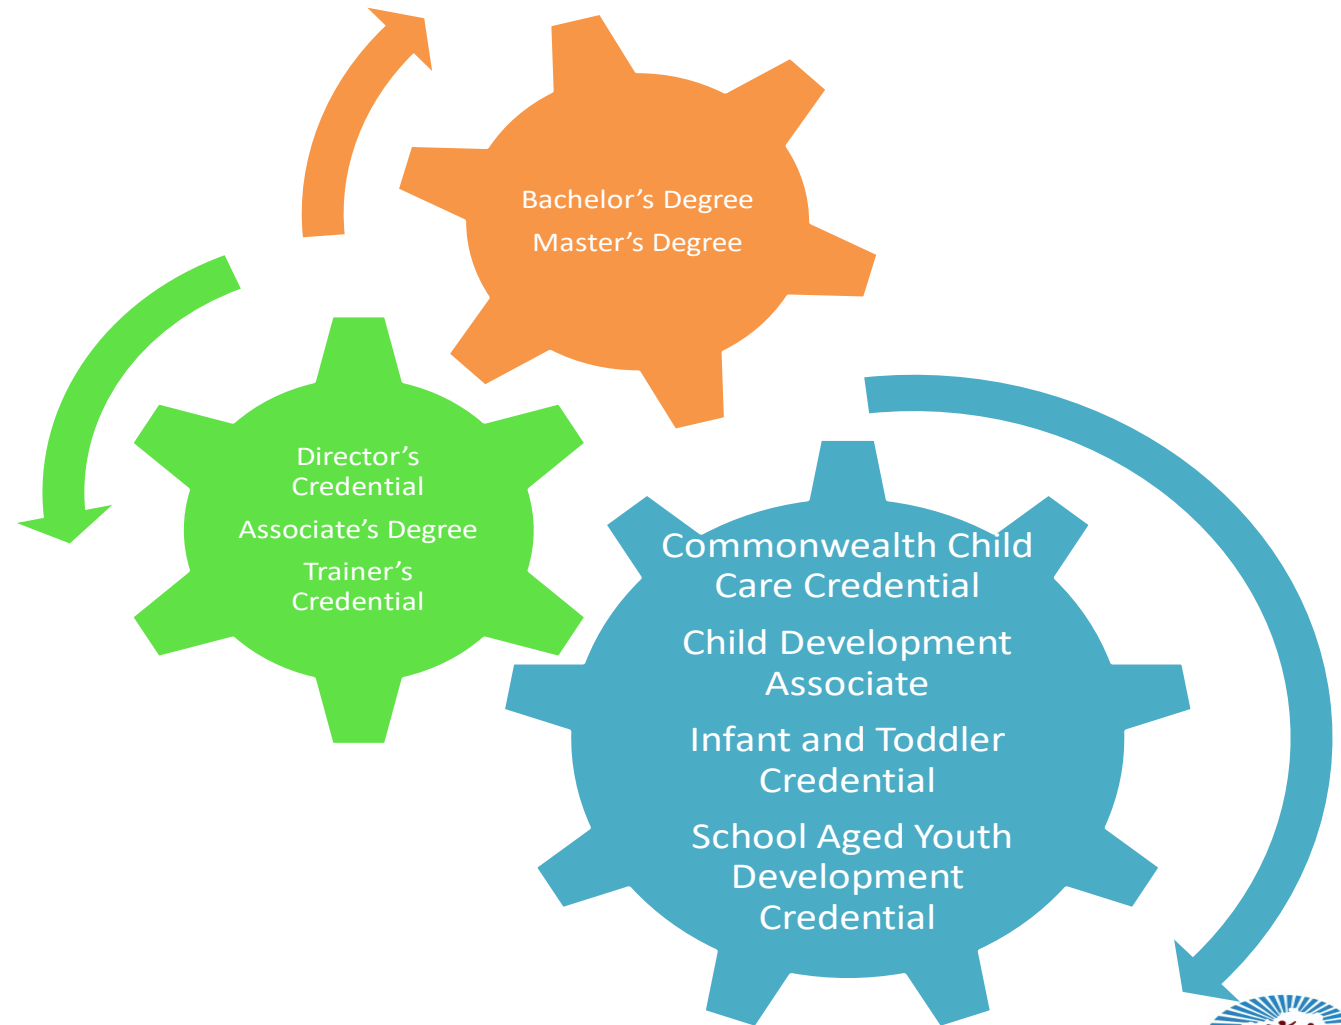 Bachelor’s Degree
Master’s Degree
Director’s
Credential
Associate’s Degree
Trainer’s
Credential
Commonwealth Child
Care Credential
Child Development
Associate
Infant and Toddler
Credential
School Aged Youth
Development
Credential